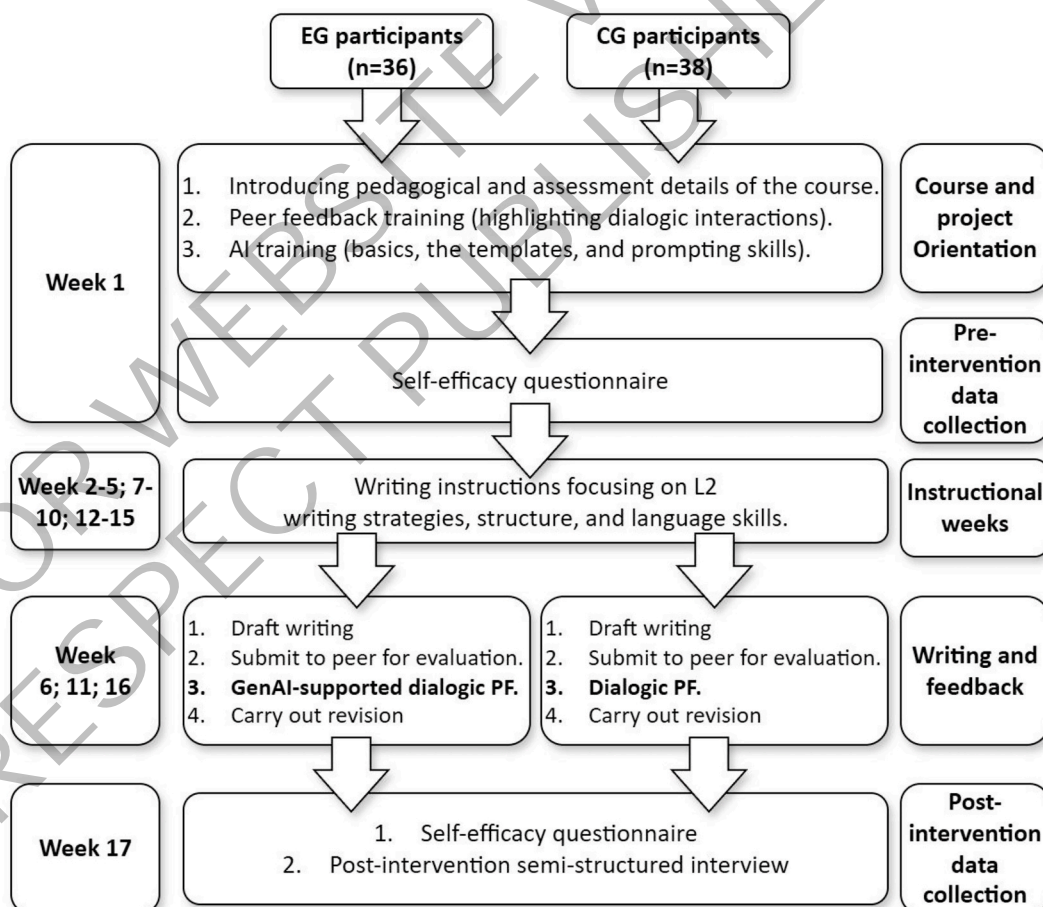 EG participants
(n=36)
CG participants
(n=38)
Week 1
1. Introducing pedagogical and assessment details of the course.
2. Peer feedback training (highlighting dialogic interactions).
3. AI training (basics, the templates, and prompting skills).
Course and
project
Orientation
Self-efficacy questionnaire
Pre-
intervention
data
collection
Week 2-5; 7-
10; 12-15
Writing instructions focusing on L2
writing strategies, structure, and language skills.
Instructional
weeks
Week
6; 11; 16
1. Draft writing
2. Submit to peer for evaluation.
3. GenAI-supported dialogic PF.
4. Carry out revision
1. Draft writing
2. Submit to peer for evaluation.
3. Dialogic PF.
4. Carry out revision
Writing and
feedback
Week 17
1. Self-efficacy questionnaire
2. Post-intervention semi-structured interview
Post-
intervention
data
collection
OR WEBSITE
RESPECT PUBLISHE